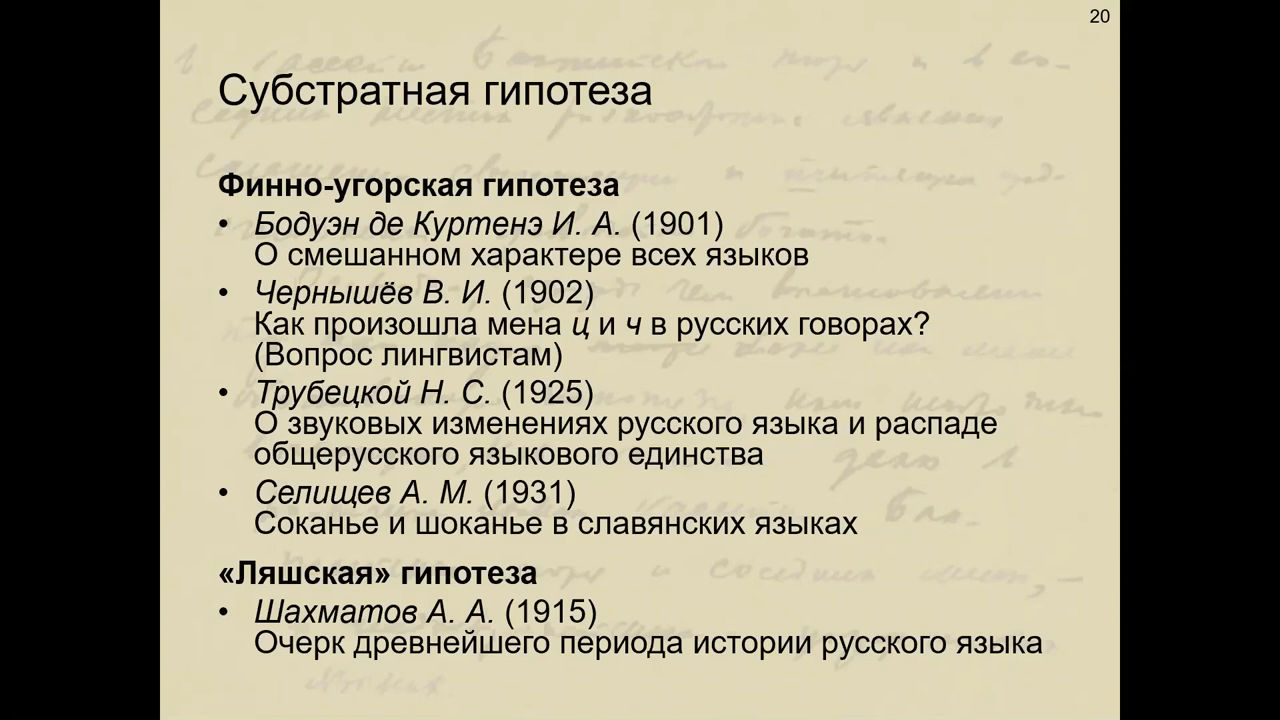 20
Субстратная гипотеза
Финно-угорская гипотеза
• Бодуэн де Куртенэ И. А. (1901)
О смешанном характере всех языков
• Чернышёв В. И. (1902)
Как произошла мена ц и ч в русских говорах?
(Вопрос лингвистам)
• Трубецкой Н. С. (1925)
О звуковых изменениях русского языка и распаде
общерусского языкового единства
• Селищев А. М. (1931)
Соканье и шоканье в славянских языках
«Ляшская» гипотеза
• Шахматов А. А. (1915)
Очерк древнейшего периода истории русского языка